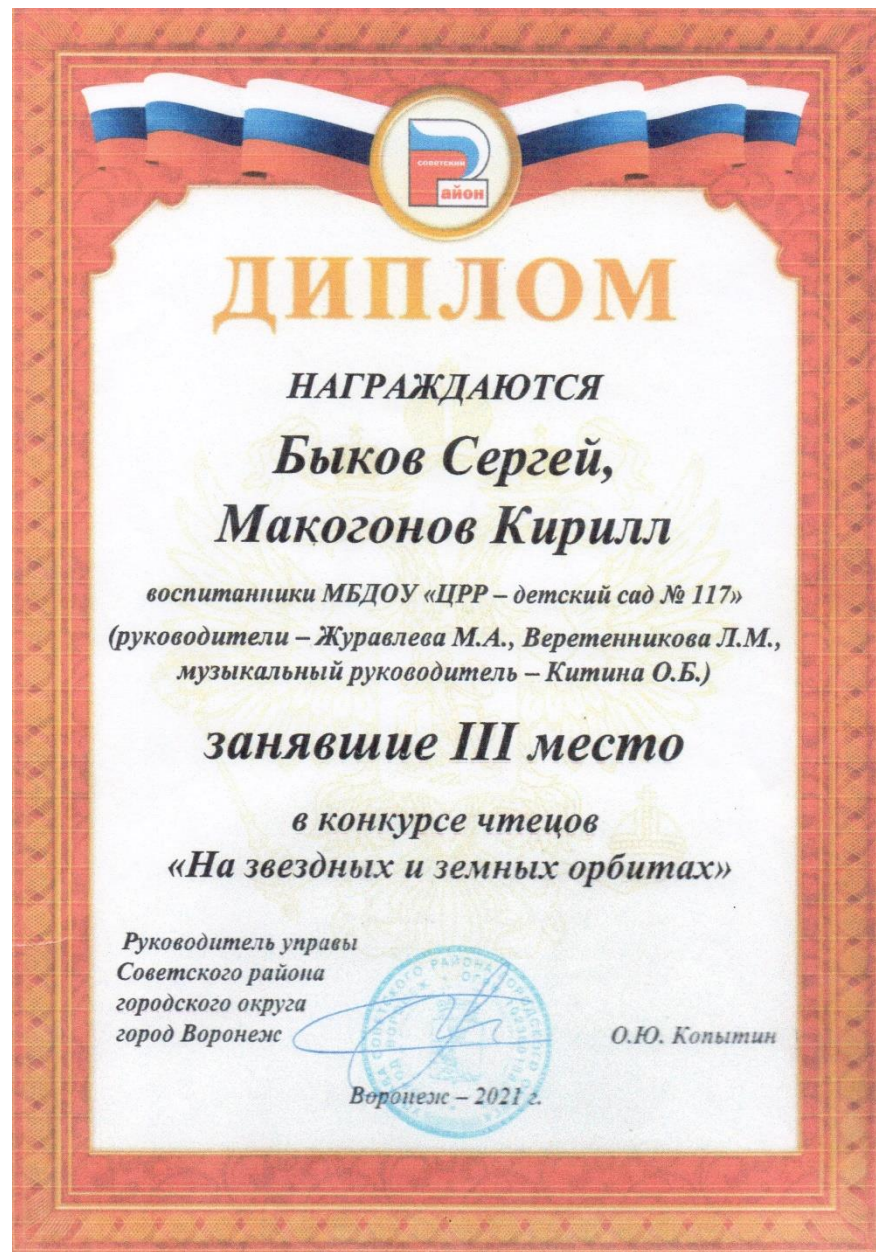 СОВЕТСКИЙ
Район
ДИПЛОМ
НАГРАЖДАЮТСЯ
Быков Сергей,
Макогонов Кирилл
воспитанники МБДОУ «ЦРР – детский сад № 117»
(руководители – Журавлева М.А., Веретенникова Л.М.,
музыкальный руководитель – Китина О.Б.)
занявшие III место
в конкурсе чтецов
«На звездных и земных орбитах»
Руководитель управы
Советского района
городского округа
город Воронеж
О.Ю. Копытин
Воронеж – 2021 г.